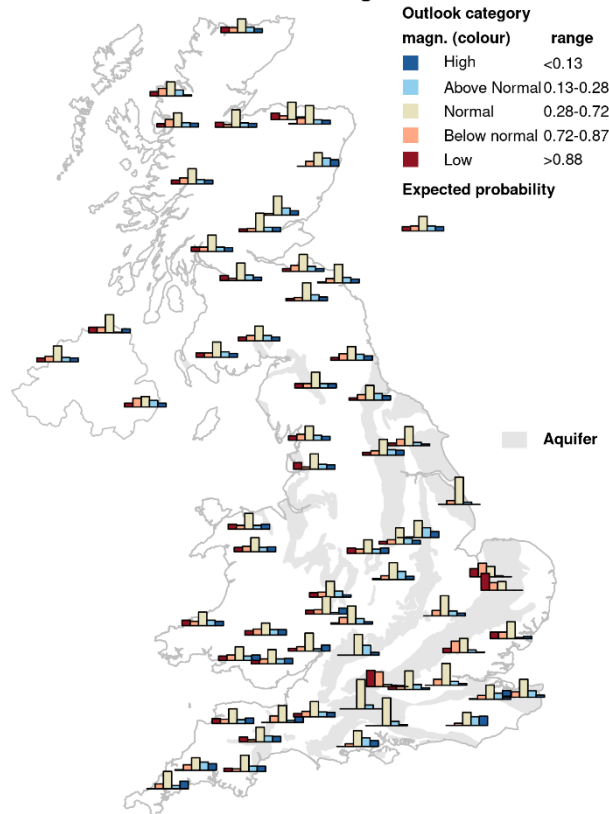 Outlook category
magn. (colour) range
High <0.13
Above Normal 0.13-0.28
Normal 0.28-0.72
Below normal 0.72-0.87
Low >0.88
Expected probability
Aquifer